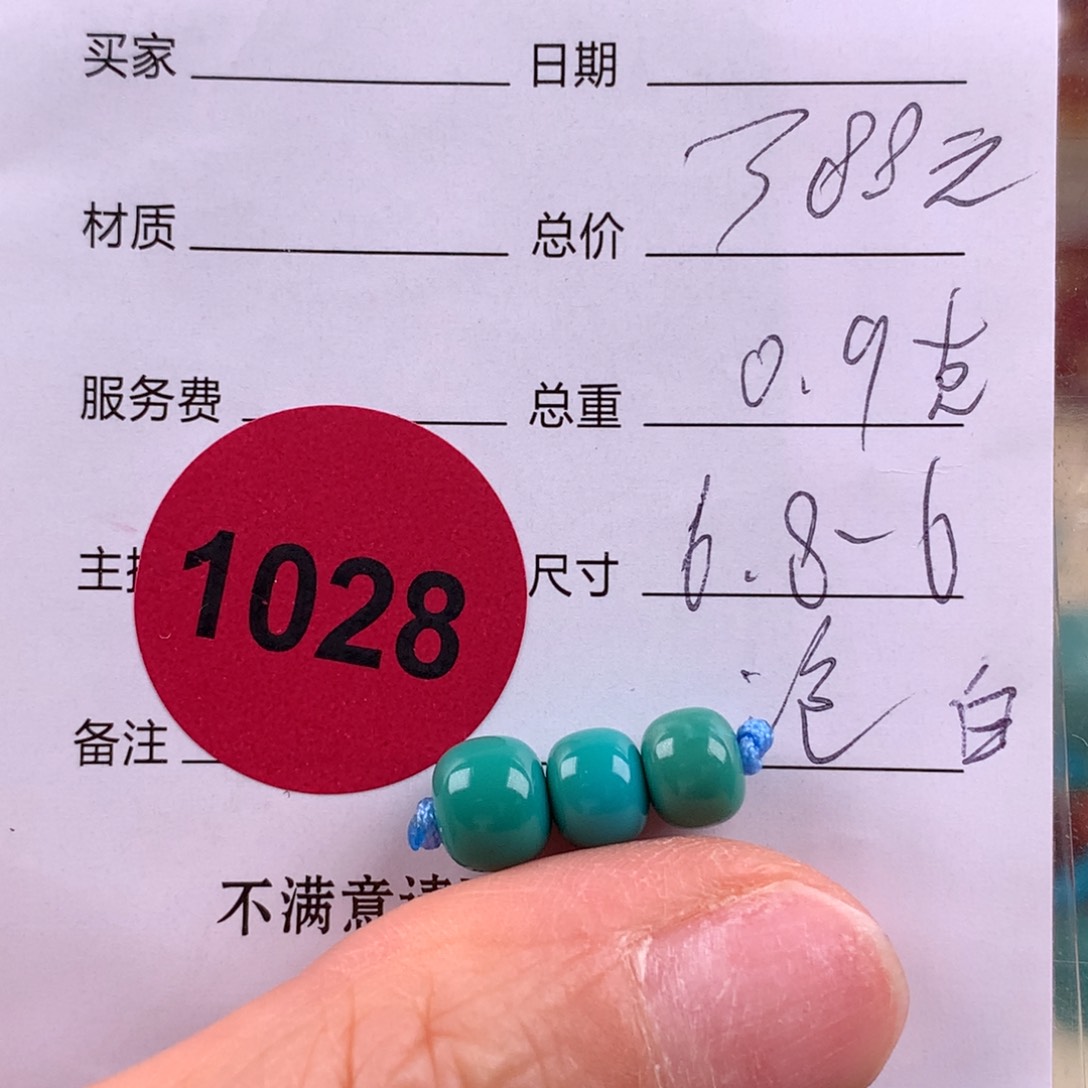 买家 日期
材质 总价 388元
服务费 总重 0.9克
主 尺寸 6.8-6
1028
备注 白
不满意请